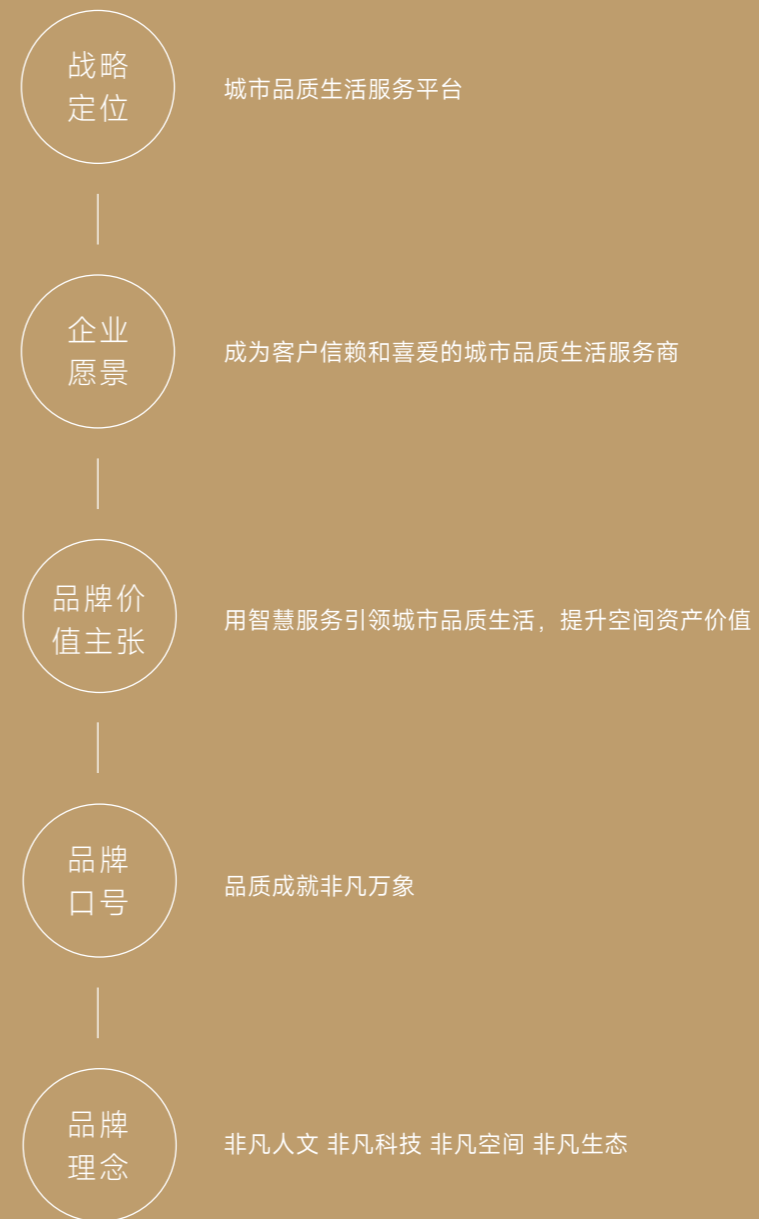 战略
定位
城市品质生活服务平台
企业
愿景
成为客户信赖和喜爱的城市品质生活服务商
品牌价
值主张
用智慧服务引领城市品质生活，提升空间资产价值
品牌
口号
品质成就非凡万象
品牌
理念
非凡人文 非凡科技 非凡空间 非凡生态